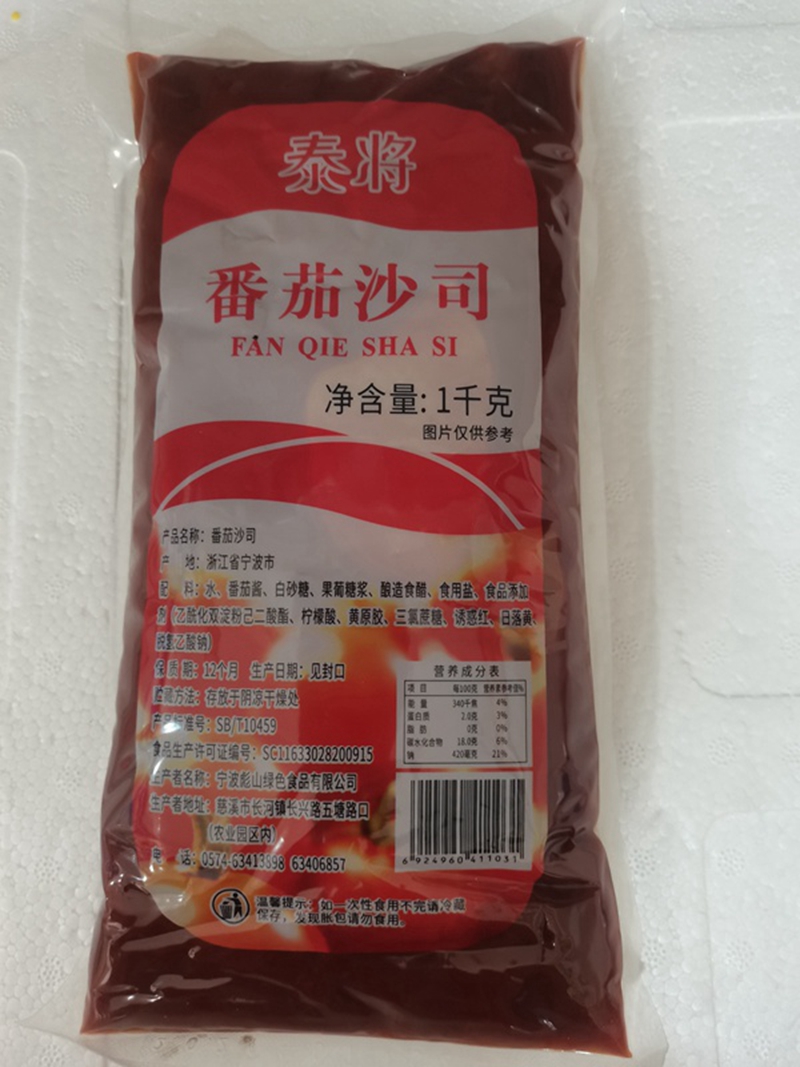 泰将
番茄沙司
FAN QIE SHA SI
净含量: 1千克
图片仅供参考
产品名称：番茄沙司
产 地：浙江省宁波市
配 料：水、番茄酱、白砂糖、果葡糖浆、酿造食醋、食用盐、食品添加
剂（乙酰化双淀粉己二酸酯、柠檬酸、黄原胶、三氯蔗糖、诱惑红、日落黄、
脱氢乙酸钠）
保 质 期：12个月 生产日期：见封口
贮藏方法：存放于阴凉干燥处
产品标准号：SB/T10459
食品生产许可证编号：SC11633028200915
生产者名称：宁波彪山绿色食品有限公司
生产者地址：慈溪市长河镇长兴路五塘路口
（农业园区内）
电 话：0574-63413898 63406857
营养成分表
项 目 每100克 营养素参考值%
能 量 340千焦 4%
蛋白质 2.0克 3%
脂 肪 0克 0%
碳水化合物 18.0克 6%
钠 420毫克 21%
6 924960 411031
温馨提示：如一次性食用不完请冷藏
保存，发现胀包请勿食用。